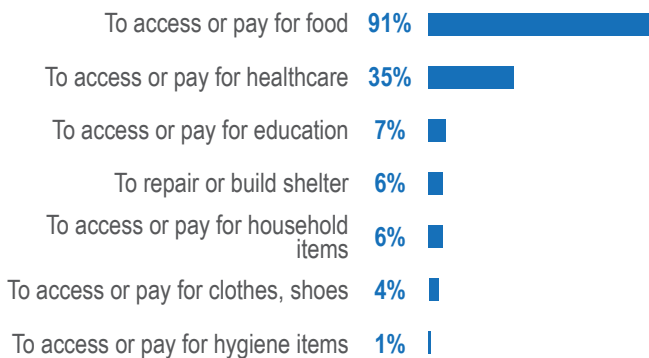 To access or pay for food 91%
To access or pay for healthcare 35%
To access or pay for education 7%
To repair or build shelter 6%
To access or pay for household
items 6%
To access or pay for clothes, shoes 4%
To access or pay for hygiene items 1%